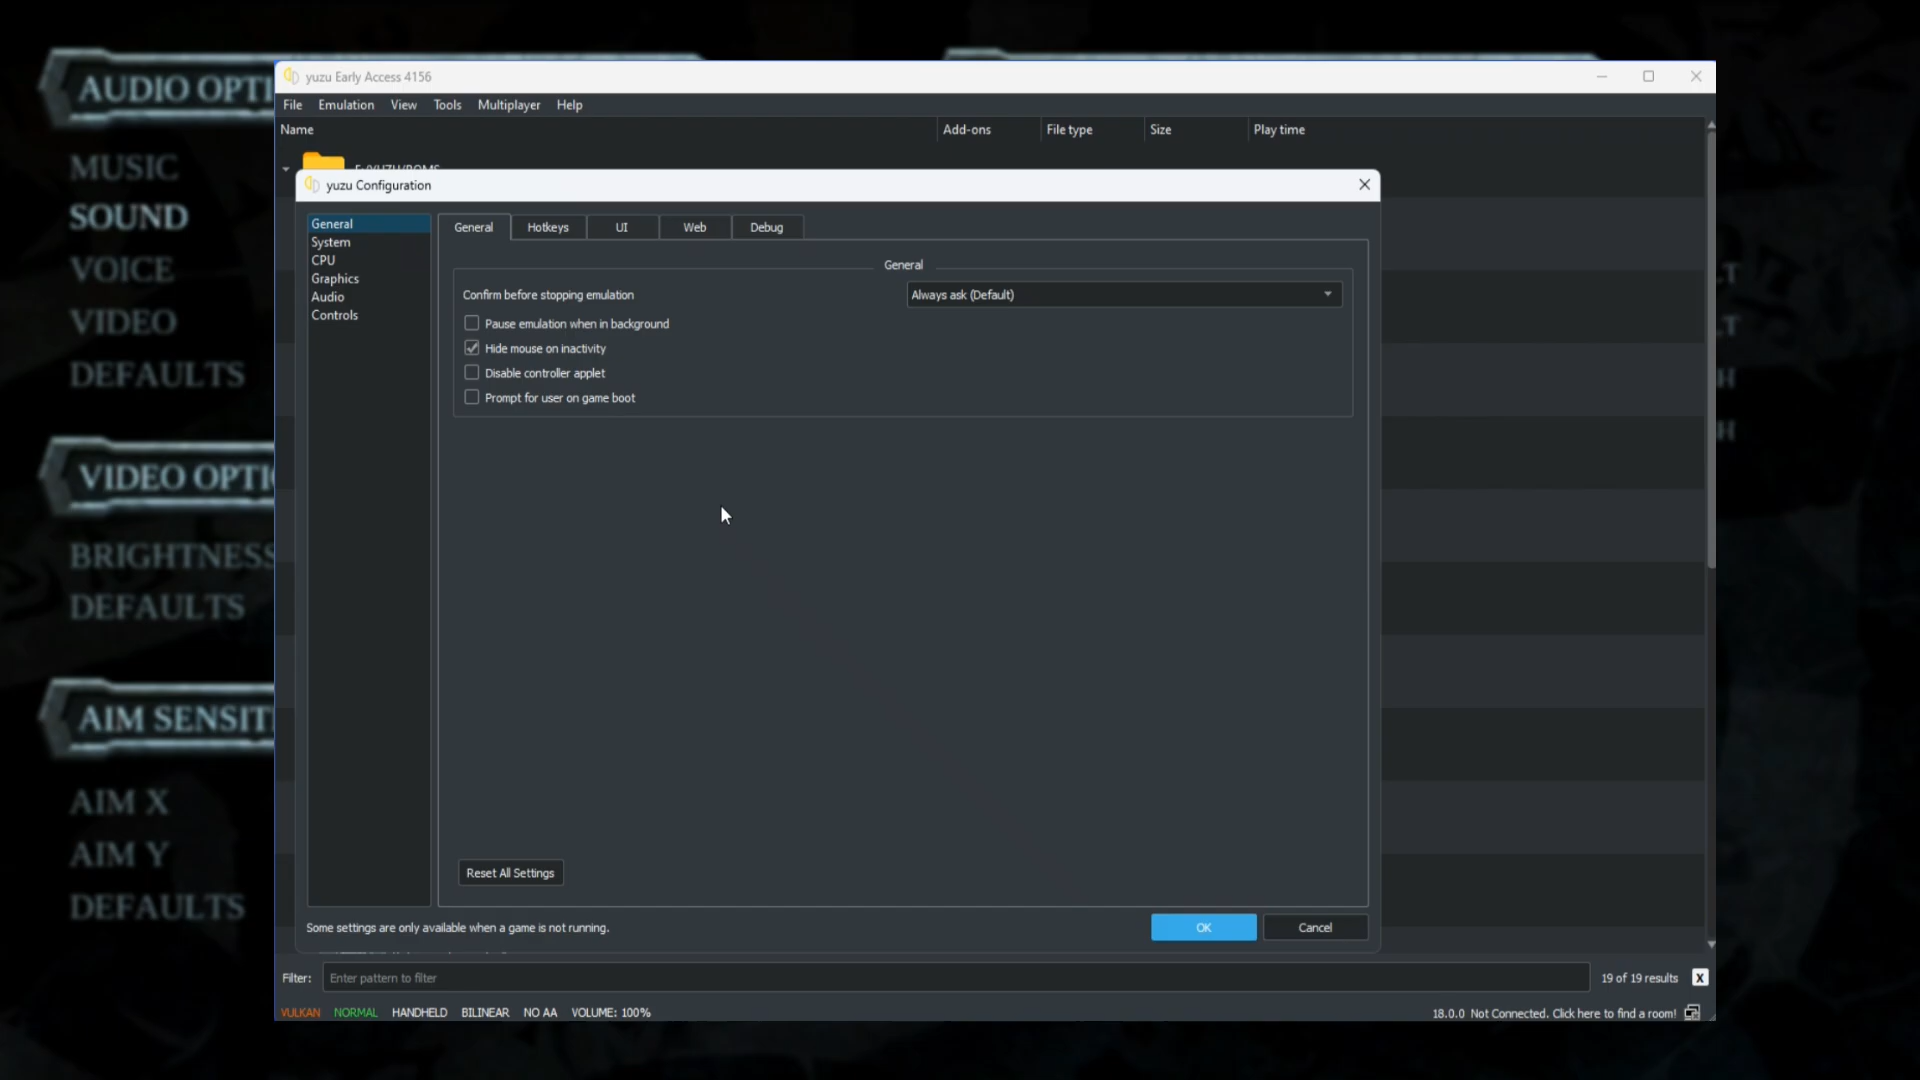 AUDIO OPTI
MUSIC
SOUND
VOICE
VIDEO
DEFAULTS
VIDEO OPTI
BRIGHTNESS
DEFAULTS
AIM SENSIT
AIM X
AIM Y
DEFAULTS
yuzu Early Access 4156
File Emulation View Tools Multiplayer Help
Name Add-ons File type Size Play time
yuzu Configuration
General
System
CPU
Graphics
Audio
Controls
General Hotkeys UI Web Debug
General
Confirm before stopping emulation Always ask (Default)
Pause emulation when in background
Hide mouse on inactivity
Disable controller applet
Prompt for user on game boot
Reset All Settings
Some settings are only available when a game is not running.
OK Cancel
Filter: Enter pattern to filter 19 of 19 results X
VULKAN NORMAL HANDHELD BILINEAR NO AA VOLUME: 100% 18.0.0 Not Connected. Click here to find a room!